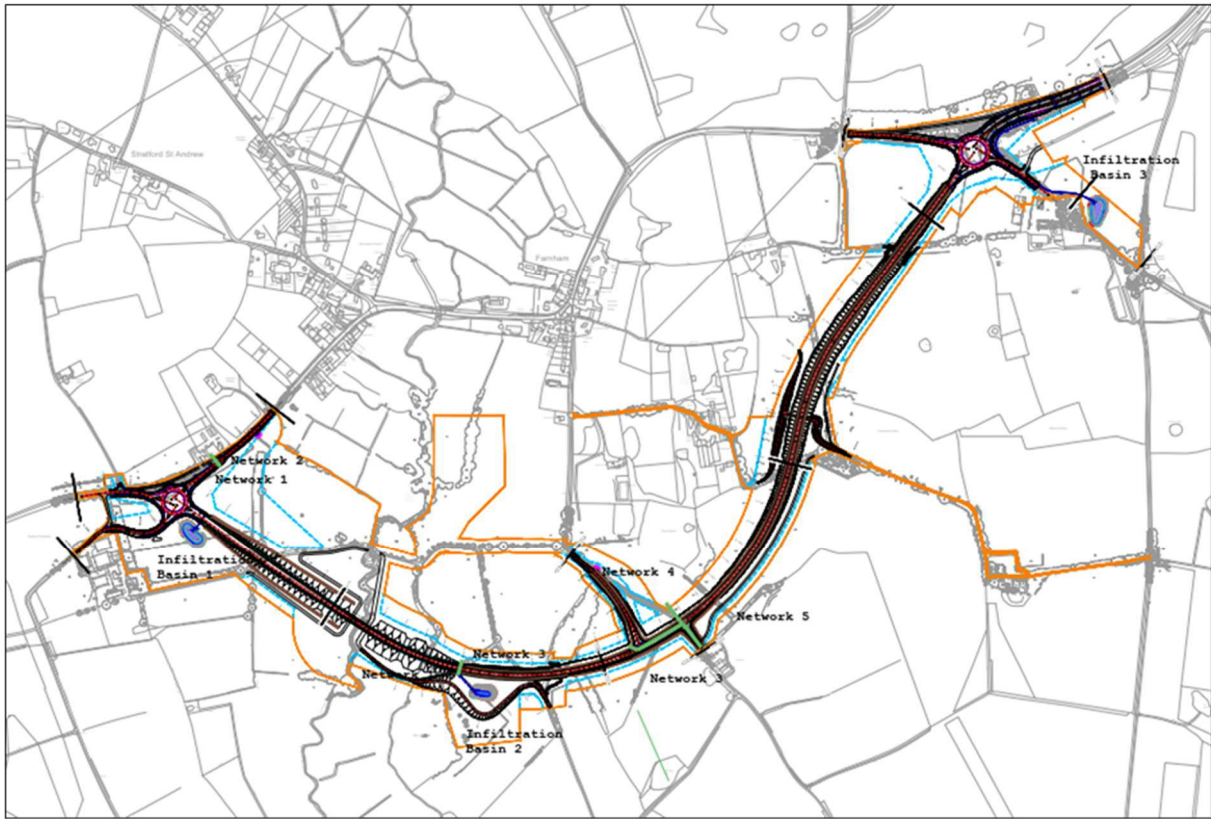 Stratford St Andrew
Infiltration
Basin 3
Farnham
Network 2
Network 1
Infiltration
Basin 1
Network 4
Network 5
Network 3
Network
Network 3
Infiltration
Basin 2